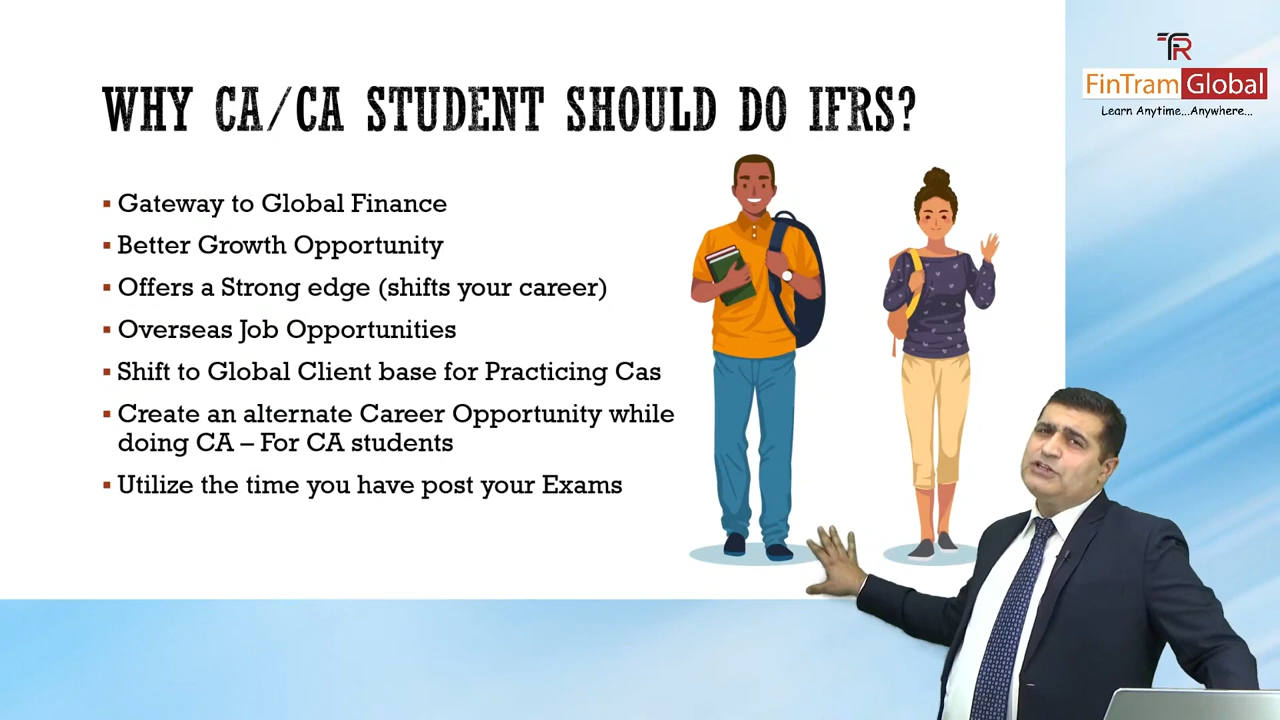 WHY CA/CA STUDENT SHOULD DO IFRS?
▪ Gateway to Global Finance
▪ Better Growth Opportunity
▪ Offers a Strong edge (shifts your career)
▪ Overseas Job Opportunities
▪ Shift to Global Client base for Practicing Cas
▪ Create an alternate Career Opportunity while
doing CA – For CA students
▪ Utilize the time you have post your Exams
FR
FinTram Global
Learn Anytime...Anywhere...